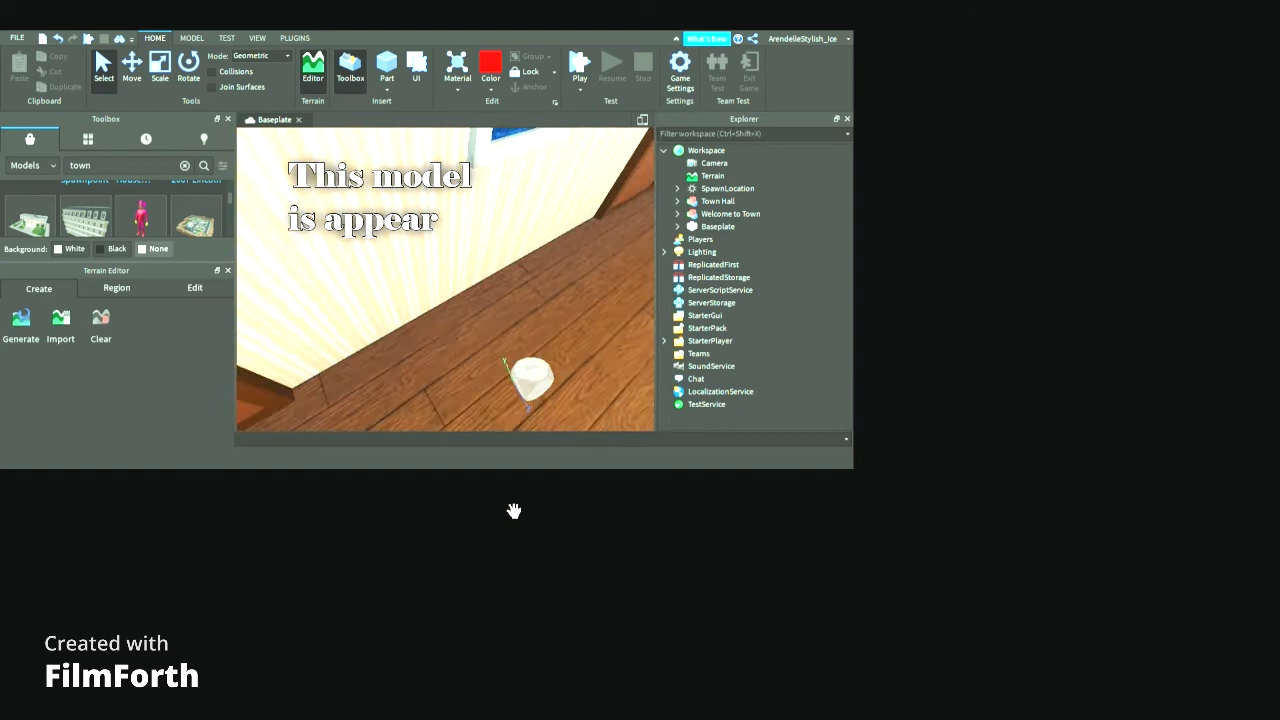 FILE HOME MODEL TEST VIEW PLUGINS What's New ArendelleStylish_Ice
Paste Copy Cut Duplicate Select Move Scale Rotate Mode: Geometric Collisions Join Surfaces Editor Toolbox Part UI Material Color Group Lock Anchor Play Resume Stop Game Settings Team Test Exit Game
Clipboard Tools Terrain Insert Edit Test Settings Team Test
Toolbox
Models town
Spawnpoint House... 2001 Lincoln
Background: White Black None
Terrain Editor
Create Region Edit
Generate Import Clear
Baseplate
This model
is appear
Explorer
Filter workspace (Ctrl+Shift+X)
Workspace
Camera
Terrain
SpawnLocation
Town Hall
Welcome to Town
Baseplate
Players
Lighting
ReplicatedFirst
ReplicatedStorage
ServerScriptService
ServerStorage
StarterGui
StarterPack
StarterPlayer
Teams
SoundService
Chat
LocalizationService
TestService
Created with
FilmForth